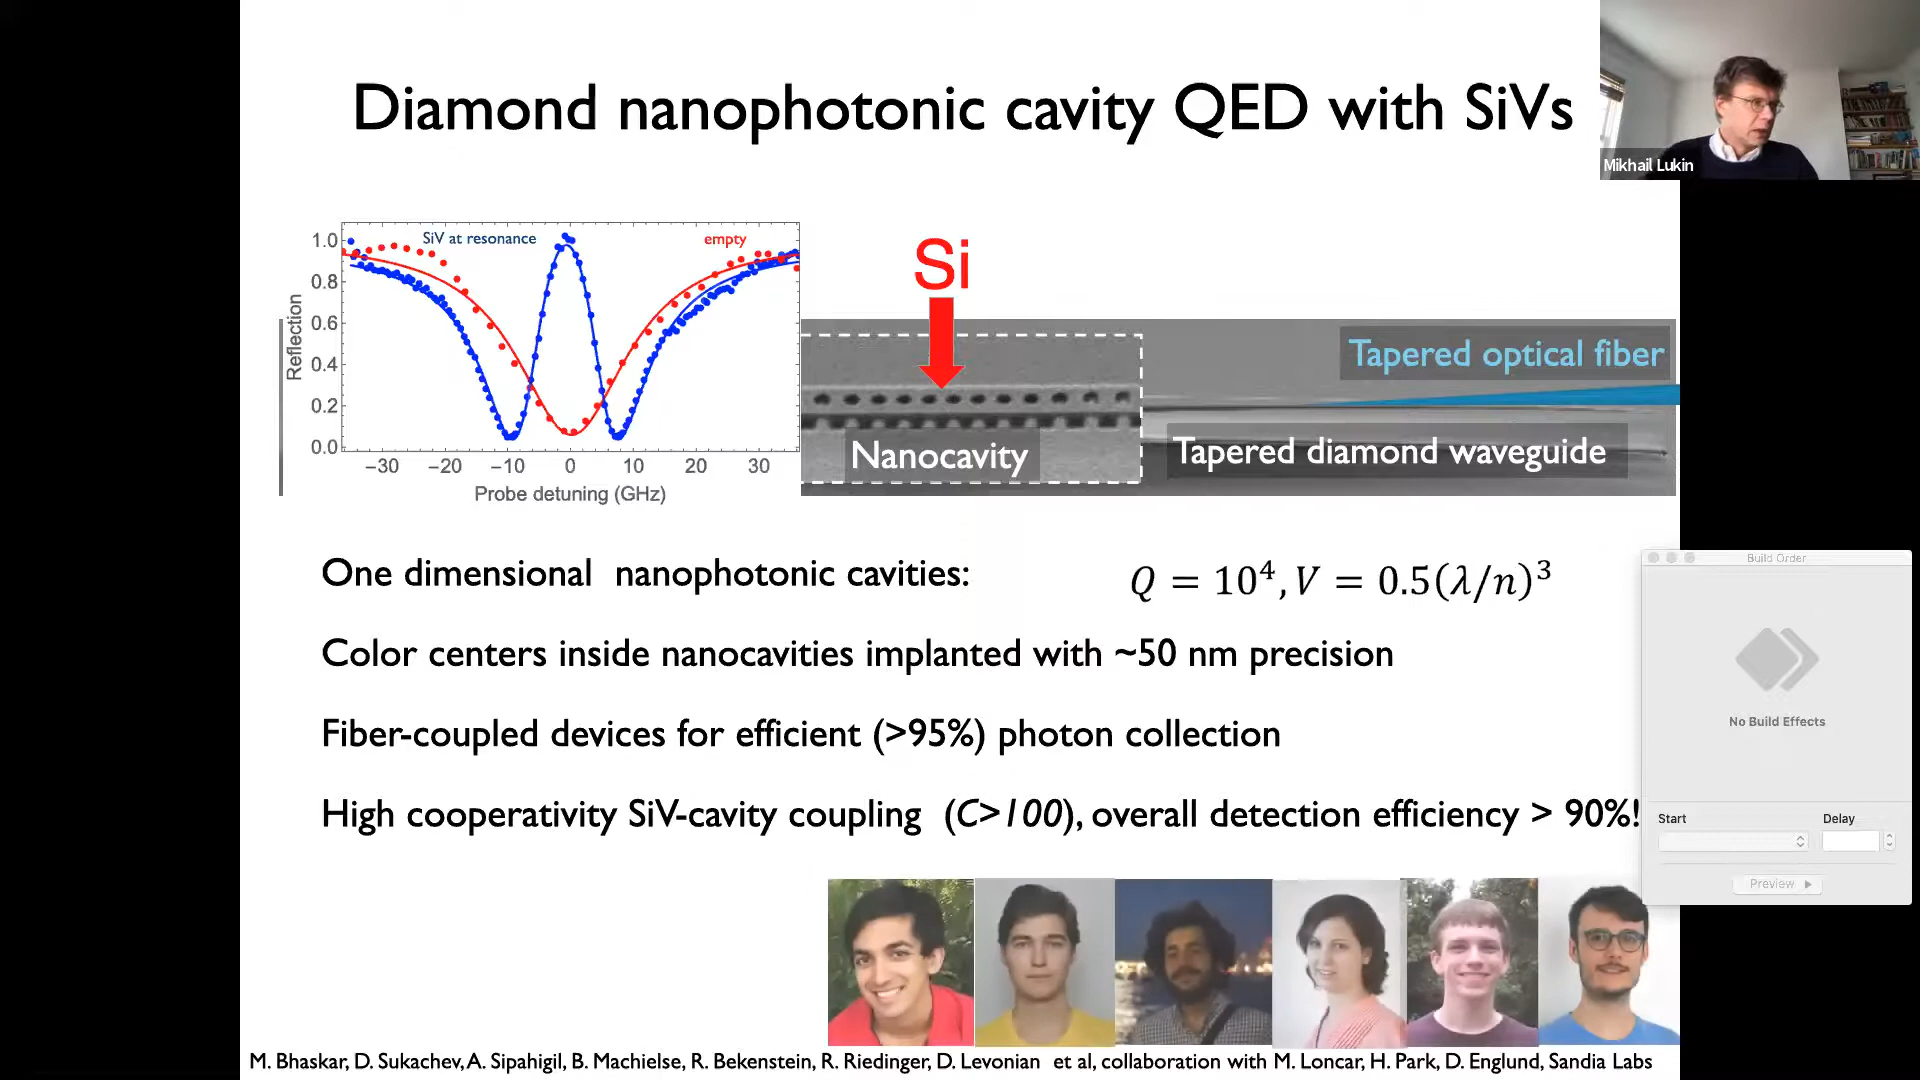 Diamond nanophotonic cavity QED with SiVs
Mikhail Lukin
SiV at resonance
empty
1.0
0.8
0.6
0.4
0.2
0.0
Reflection
−30 −20 −10 0 10 20 30
Probe detuning (GHz)
Si
Nanocavity
Tapered optical fiber
Tapered diamond waveguide
One dimensional nanophotonic cavities: Q = 10⁴, V = 0.5(λ/n)³
Color centers inside nanocavities implanted with ~50 nm precision
Fiber-coupled devices for efficient (>95%) photon collection
High cooperativity SiV-cavity coupling (C>100), overall detection efficiency > 90%!
Build Order
No Build Effects
Start Delay
Preview
M. Bhaskar, D. Sukachev, A. Sipahigil, B. Machielse, R. Bekenstein, R. Riedinger, D. Levonian et al, collaboration with M. Loncar, H. Park, D. Englund, Sandia Labs